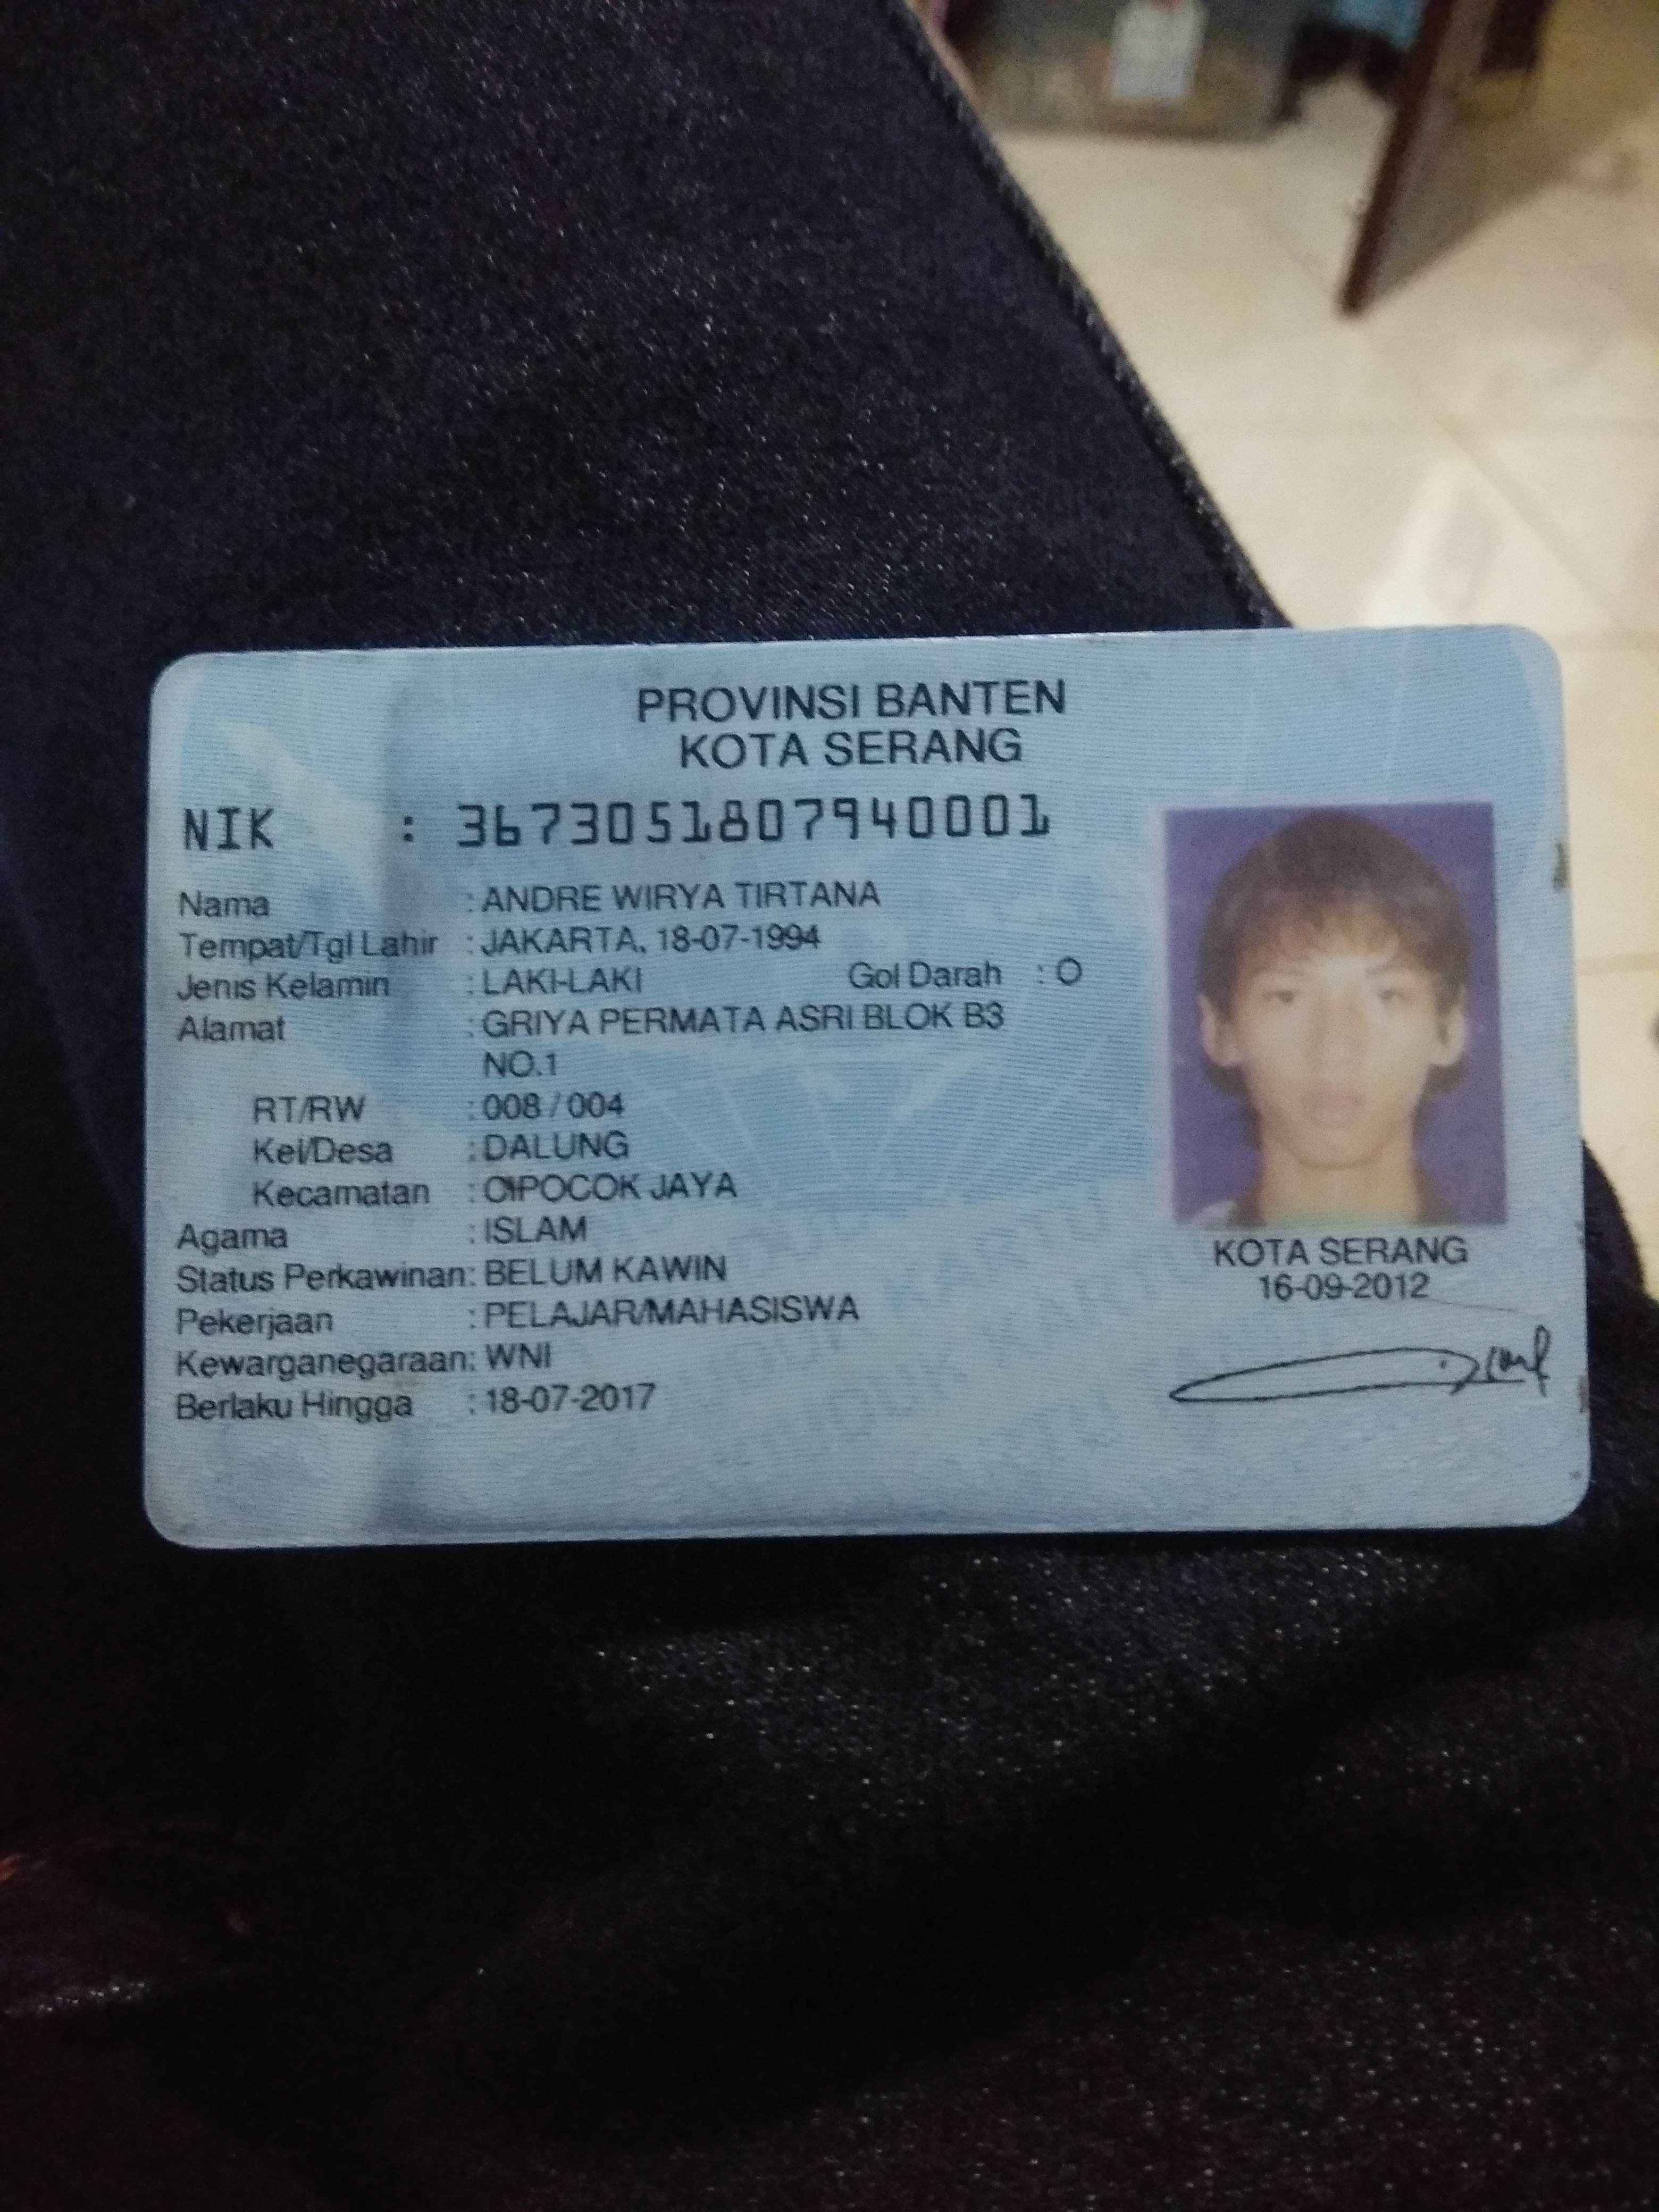 PROVINSI BANTEN
KOTA SERANG
NIK : 3673051807940001
Nama : ANDRE WIRYA TIRTANA
Tempat/Tgl Lahir : JAKARTA, 18-07-1994
Jenis Kelamin : LAKI-LAKI Gol Darah : O
Alamat : GRIYA PERMATA ASRI BLOK B3
NO.1
RT/RW : 008 / 004
Kel/Desa : DALUNG
Kecamatan : CIPOCOK JAYA
Agama : ISLAM
Status Perkawinan: BELUM KAWIN
Pekerjaan : PELAJAR/MAHASISWA
Kewarganegaraan: WNI
Berlaku Hingga : 18-07-2017
KOTA SERANG
16-09-2012